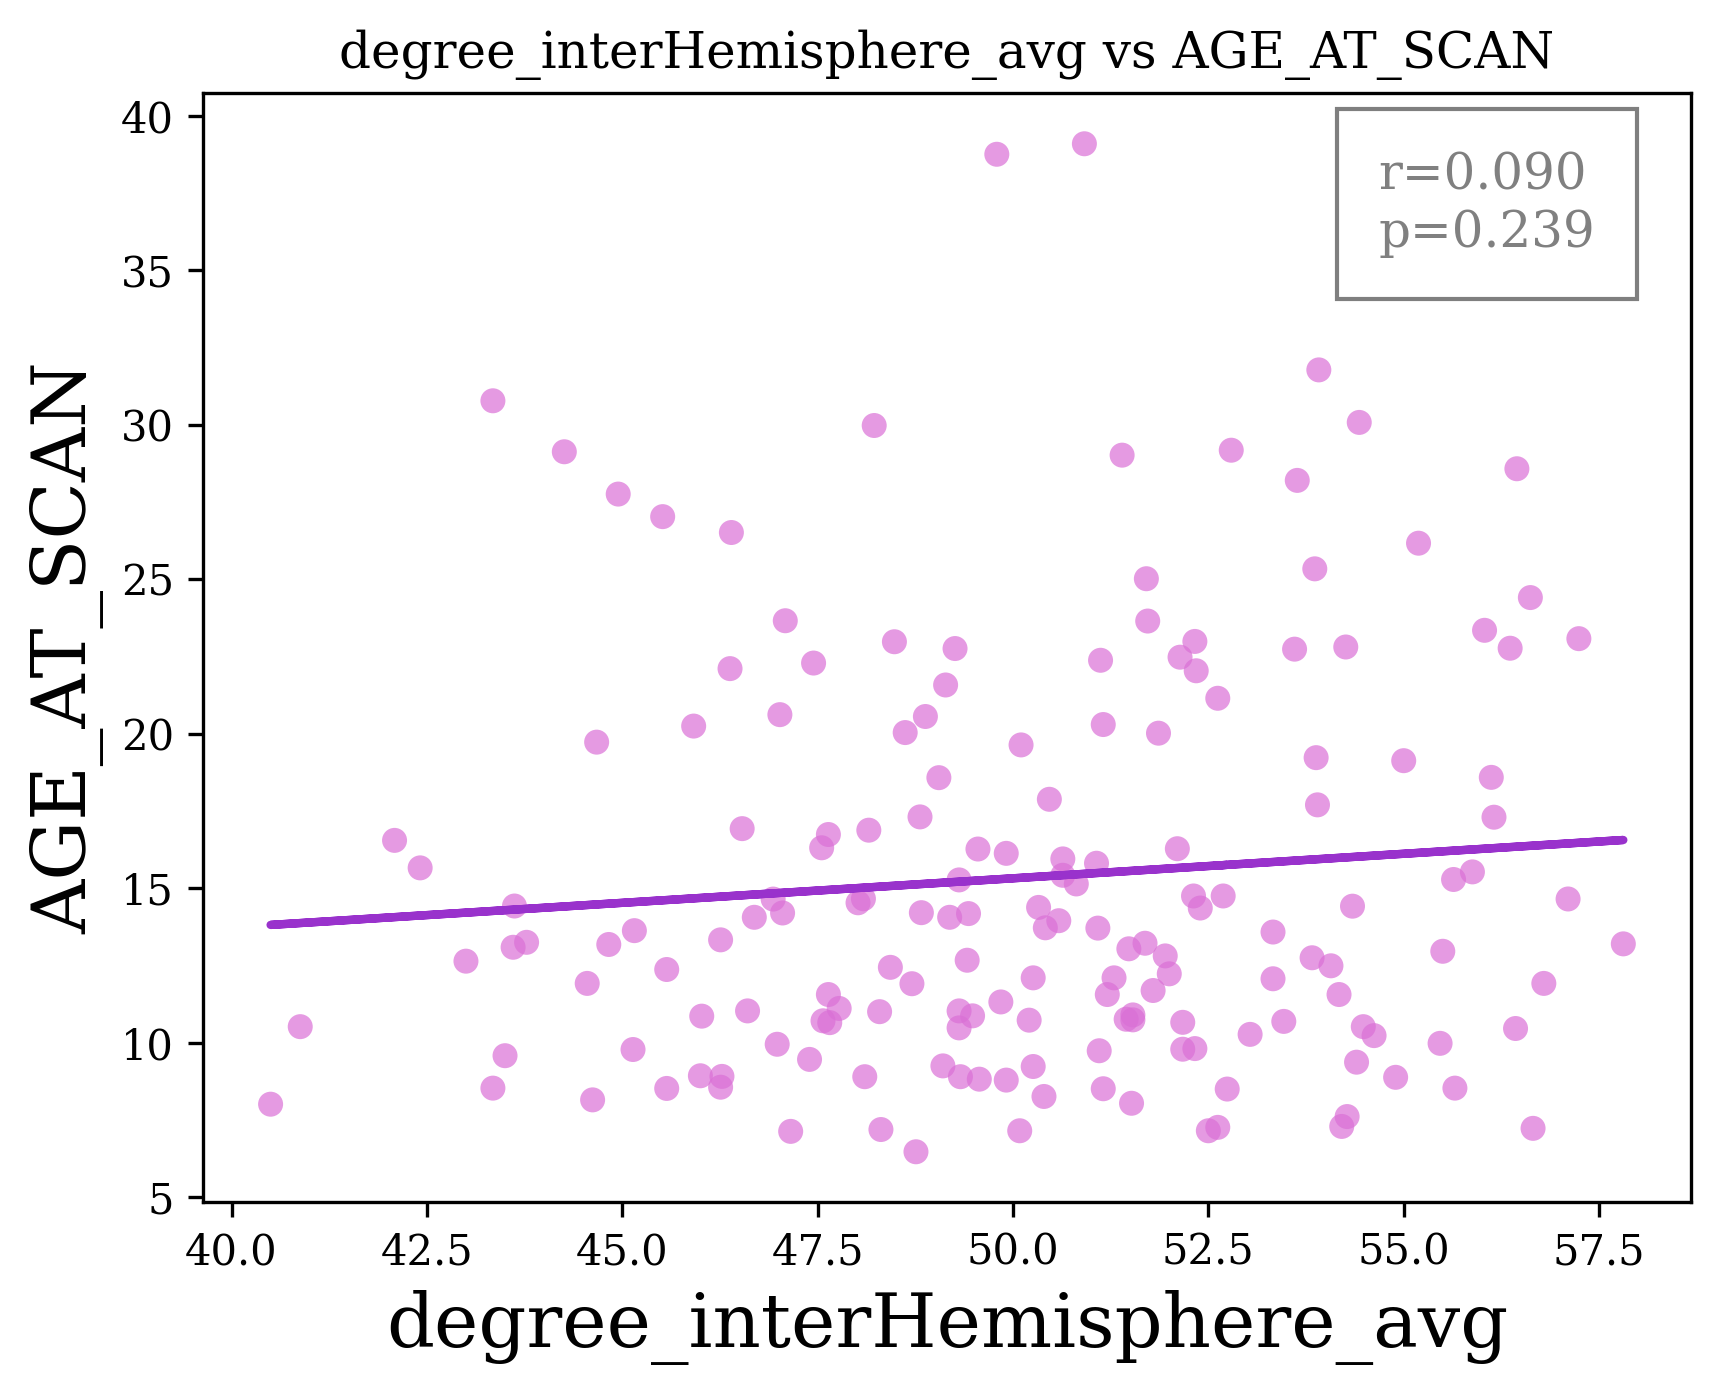 degree_interHemisphere_avg vs AGE_AT_SCAN
r=0.090
p=0.239
AGE_AT_SCAN
40
35
30
25
20
15
10
5
40.0 42.5 45.0 47.5 50.0 52.5 55.0 57.5
degree_interHemisphere_avg